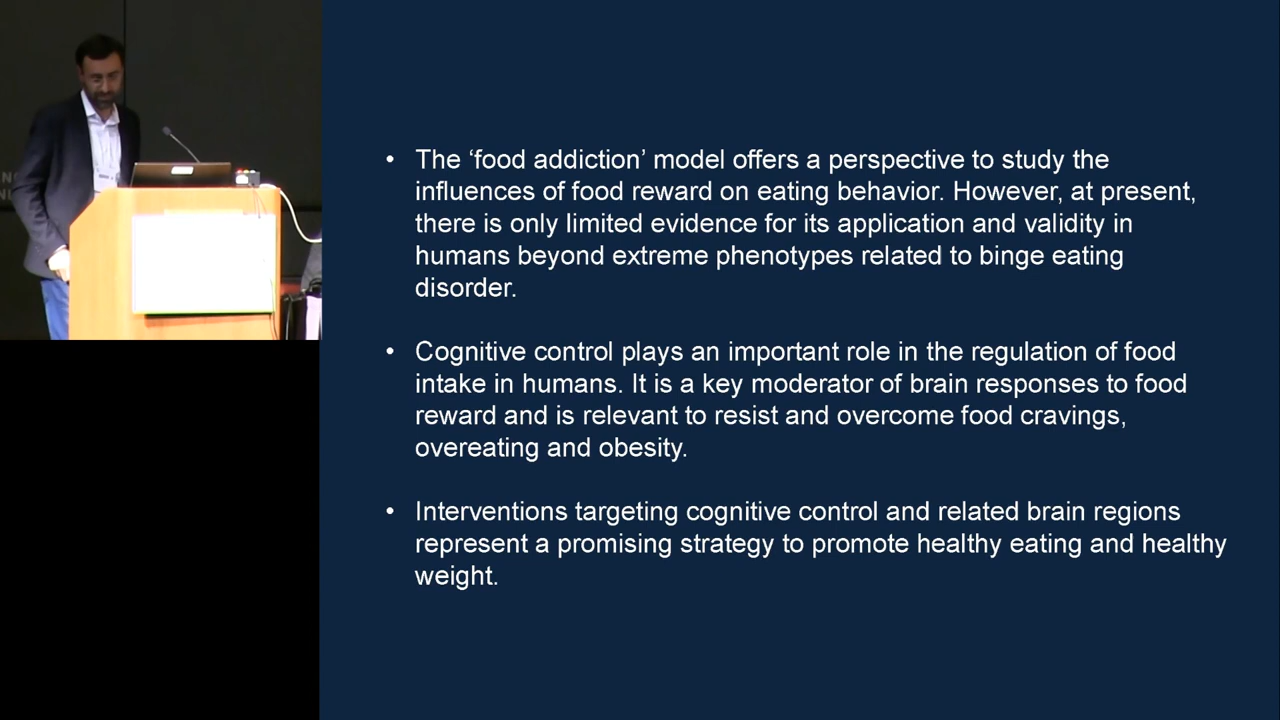 • The ‘food addiction’ model offers a perspective to study the
influences of food reward on eating behavior. However, at present,
there is only limited evidence for its application and validity in
humans beyond extreme phenotypes related to binge eating
disorder.
• Cognitive control plays an important role in the regulation of food
intake in humans. It is a key moderator of brain responses to food
reward and is relevant to resist and overcome food cravings,
overeating and obesity.
• Interventions targeting cognitive control and related brain regions
represent a promising strategy to promote healthy eating and healthy
weight.